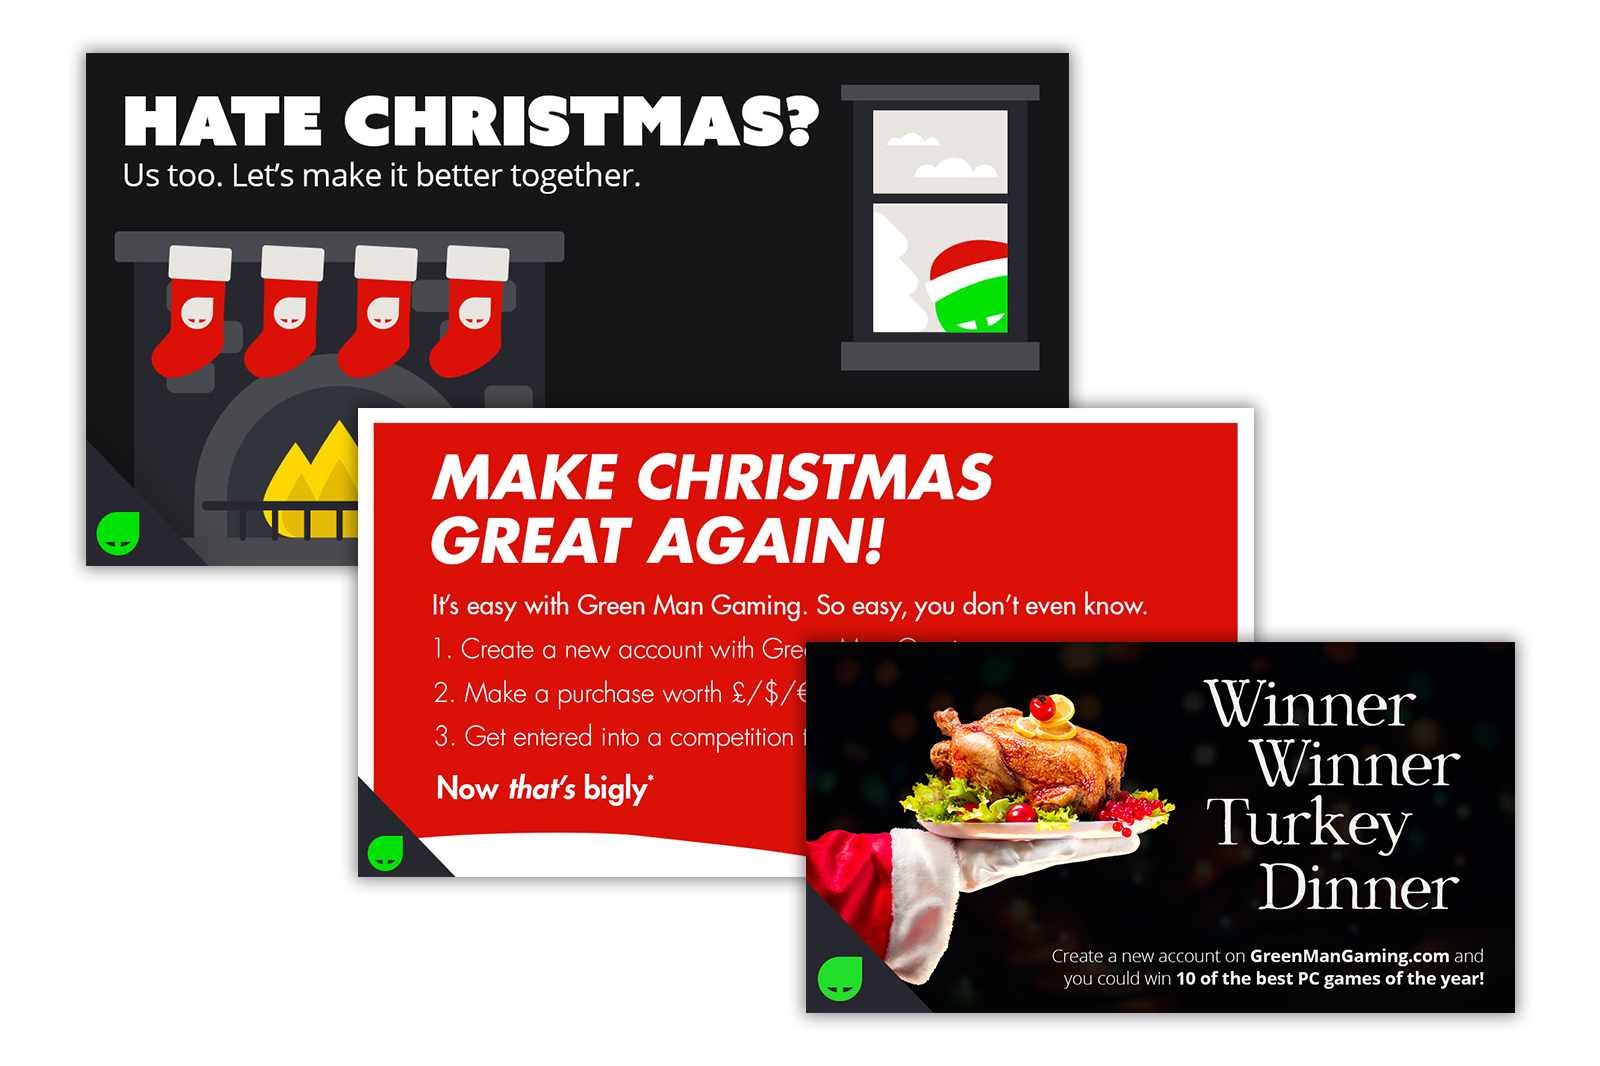 HATE CHRISTMAS?
Us too. Let's make it better together.
MAKE CHRISTMAS
GREAT AGAIN!
It's easy with Green Man Gaming. So easy, you don't even know.
1. Create a new account with
2. Make a purchase worth £/$/€
3. Get entered into a competition
Now that's bigly*
Winner
Winner
Turkey
Dinner
Create a new account on GreenManGaming.com and
you could win 10 of the best PC games of the year!